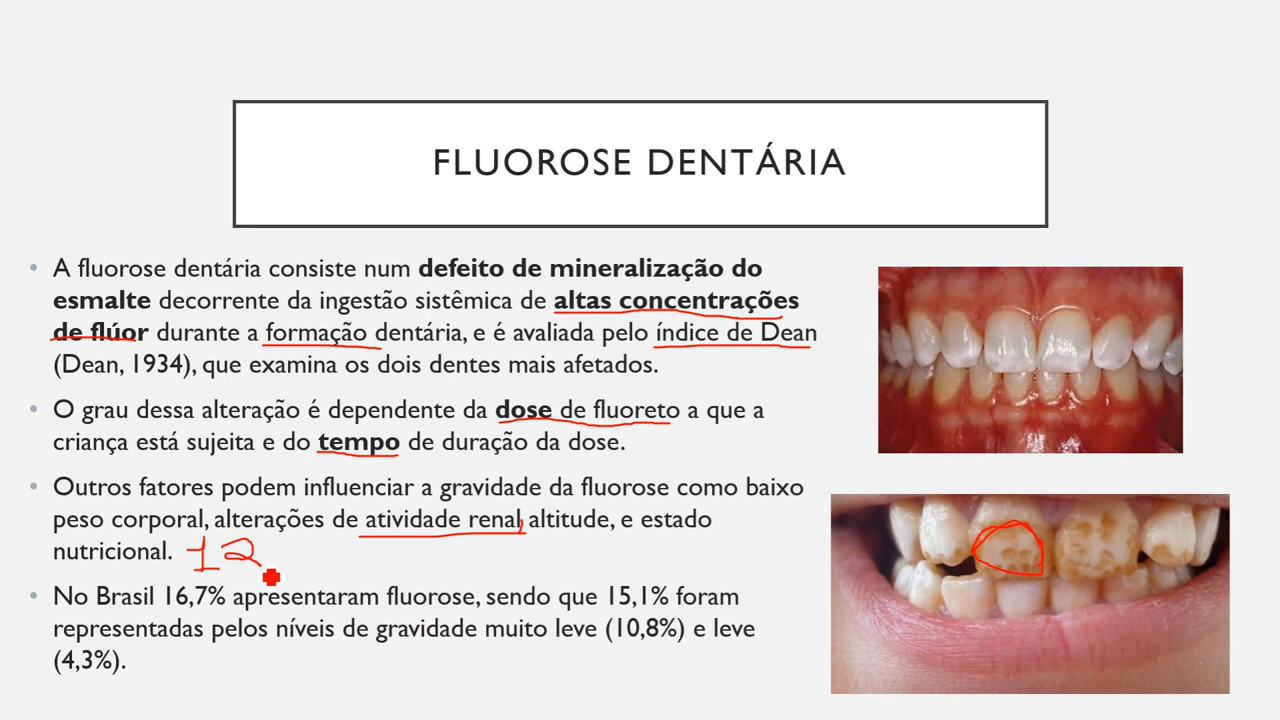 FLUOROSE DENTÁRIA
• A fluorose dentária consiste num defeito de mineralização do
esmalte decorrente da ingestão sistêmica de altas concentrações
de flúor durante a formação dentária, e é avaliada pelo índice de Dean
(Dean, 1934), que examina os dois dentes mais afetados.
• O grau dessa alteração é dependente da dose de fluoreto a que a
criança está sujeita e do tempo de duração da dose.
• Outros fatores podem influenciar a gravidade da fluorose como baixo
peso corporal, alterações de atividade renal, altitude, e estado
nutricional. 12
• No Brasil 16,7% apresentaram fluorose, sendo que 15,1% foram
representadas pelos níveis de gravidade muito leve (10,8%) e leve
(4,3%).